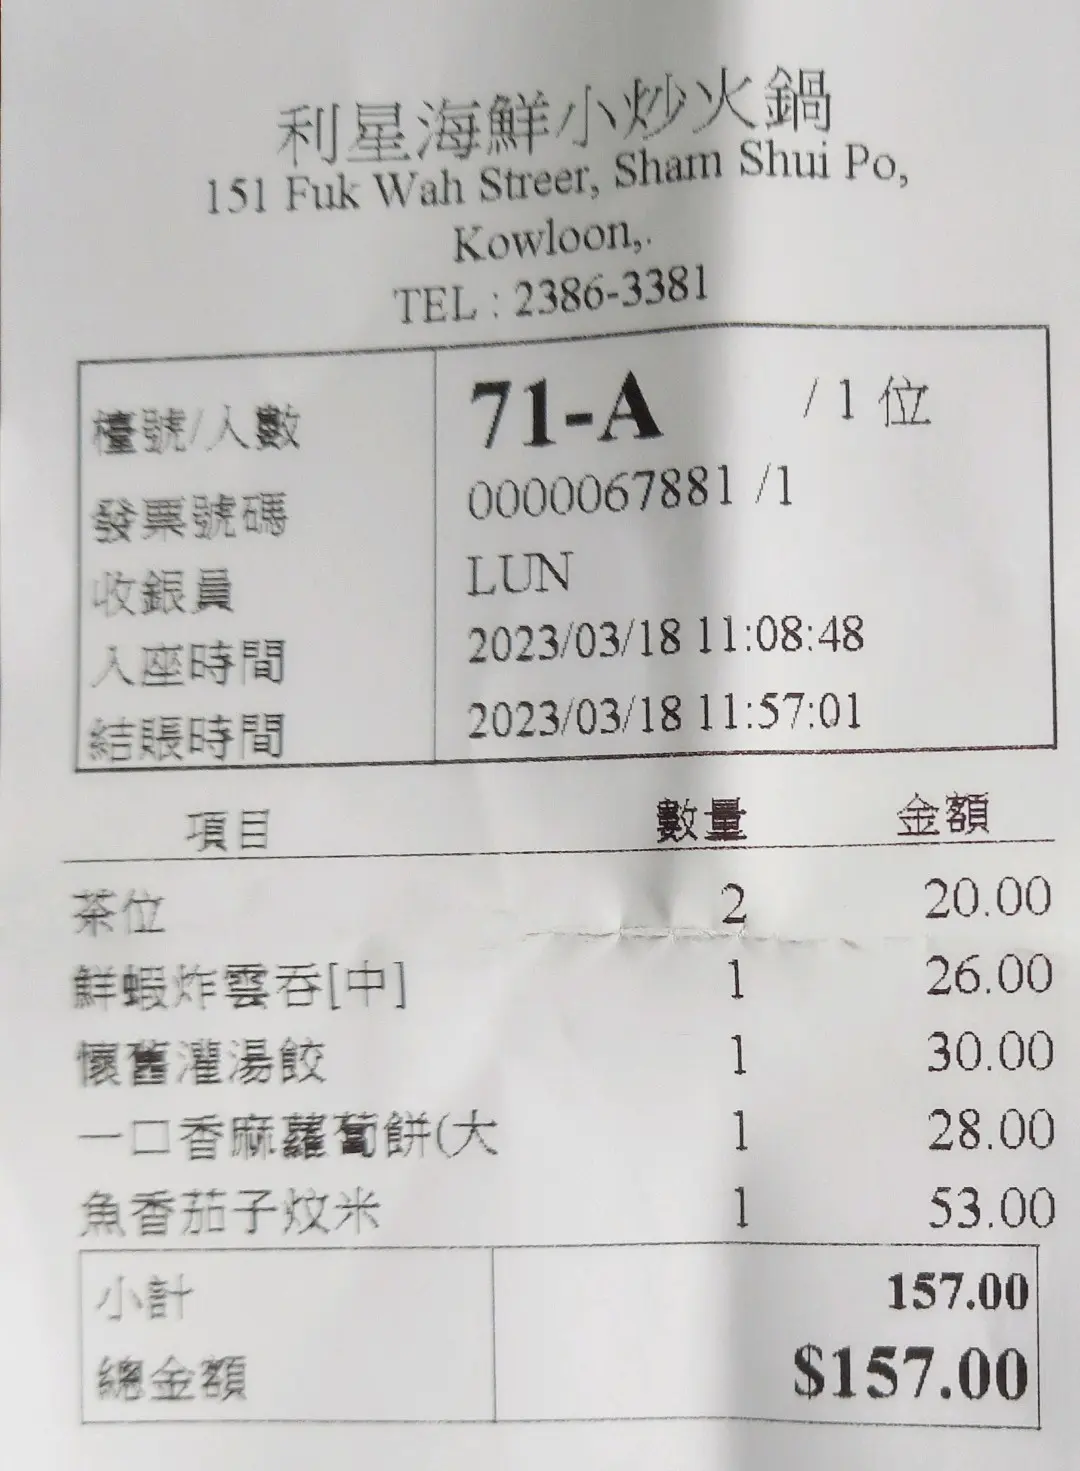 利星海鮮小炒火鍋
151 Fuk Wah Streer, Sham Shui Po,
Kowloon,.
TEL : 2386-3381
檯號/人數 71-A / 1 位
發票號碼 0000067881 /1
收銀員 LUN
入座時間 2023/03/18 11:08:48
結賬時間 2023/03/18 11:57:01
項目 數量 金額
茶位 2 20.00
鮮蝦炸雲吞[中] 1 26.00
懷舊灌湯餃 1 30.00
一口香麻蘿蔔餅(大 1 28.00
魚香茄子炆米 1 53.00
小計 157.00
總金額 $157.00